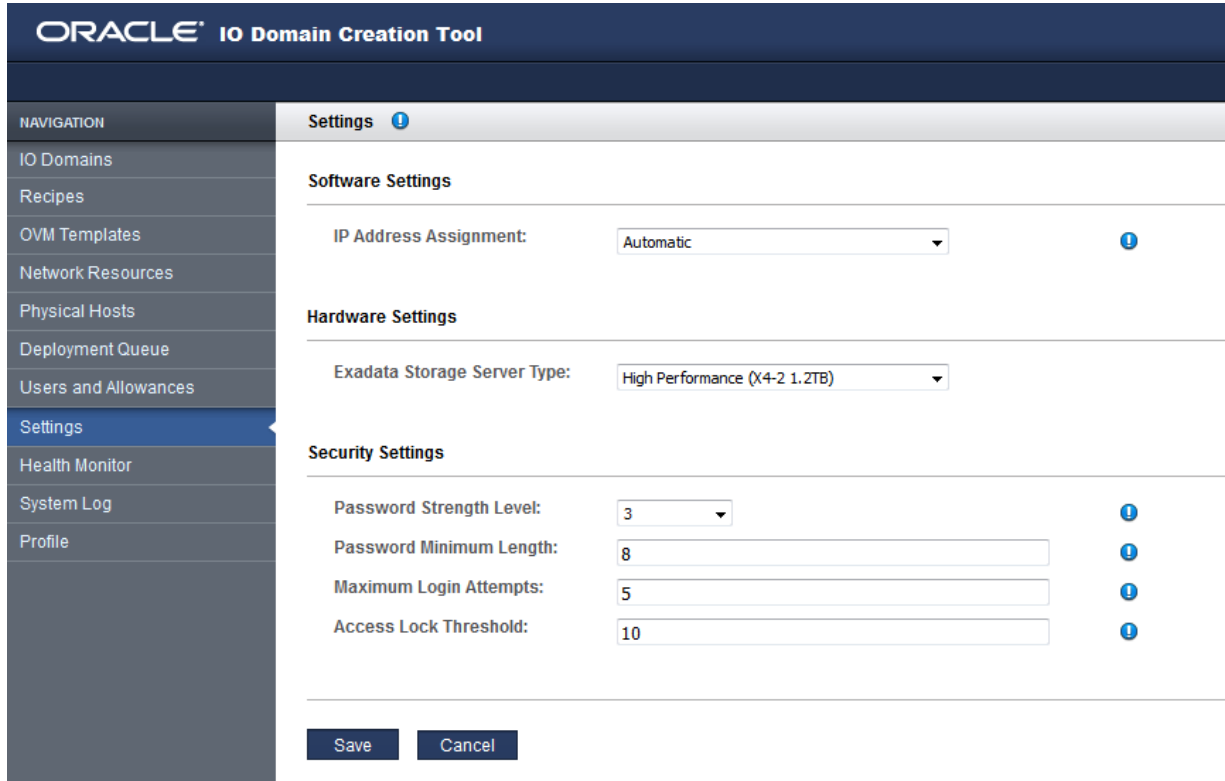 ORACLE IO Domain Creation Tool
NAVIGATION
IO Domains
Recipes
OVM Templates
Network Resources
Physical Hosts
Deployment Queue
Users and Allowances
Settings
Health Monitor
System Log
Profile
Settings
Software Settings
IP Address Assignment: Automatic
Hardware Settings
Exadata Storage Server Type: High Performance (X4-2 1.2TB)
Security Settings
Password Strength Level: 3
Password Minimum Length: 8
Maximum Login Attempts: 5
Access Lock Threshold: 10
Save Cancel